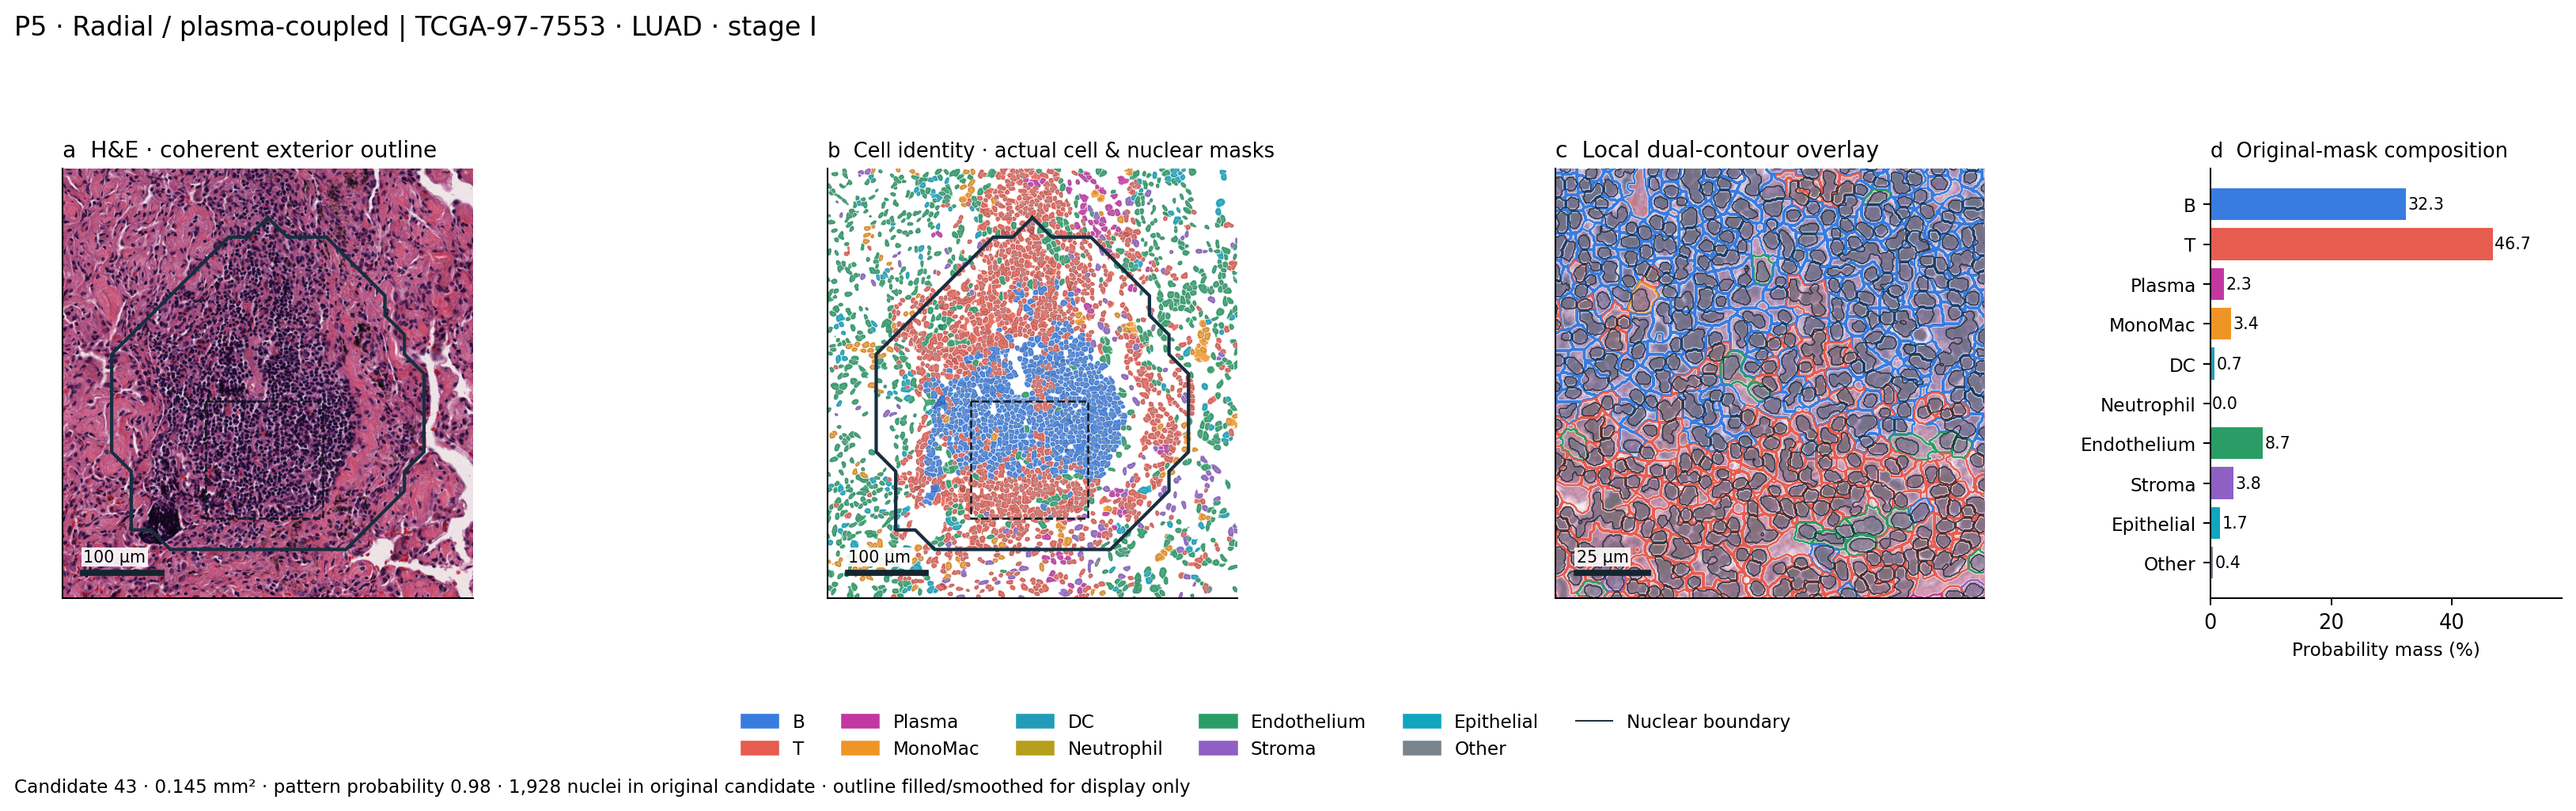 P5 · Radial / plasma-coupled | TCGA-97-7553 · LUAD · stage I
a H&E · coherent exterior outline
100 µm
b Cell identity · actual cell & nuclear masks
100 µm
c Local dual-contour overlay
25 µm
d Original-mask composition
B 32.3
T 46.7
Plasma 2.3
MonoMac 3.4
DC 0.7
Neutrophil 0.0
Endothelium 8.7
Stroma 3.8
Epithelial 1.7
Other 0.4
0 20 40
Probability mass (%)
B Plasma DC Endothelium Epithelial Nuclear boundary
T MonoMac Neutrophil Stroma Other
Candidate 43 · 0.145 mm² · pattern probability 0.98 · 1,928 nuclei in original candidate · outline filled/smoothed for display only